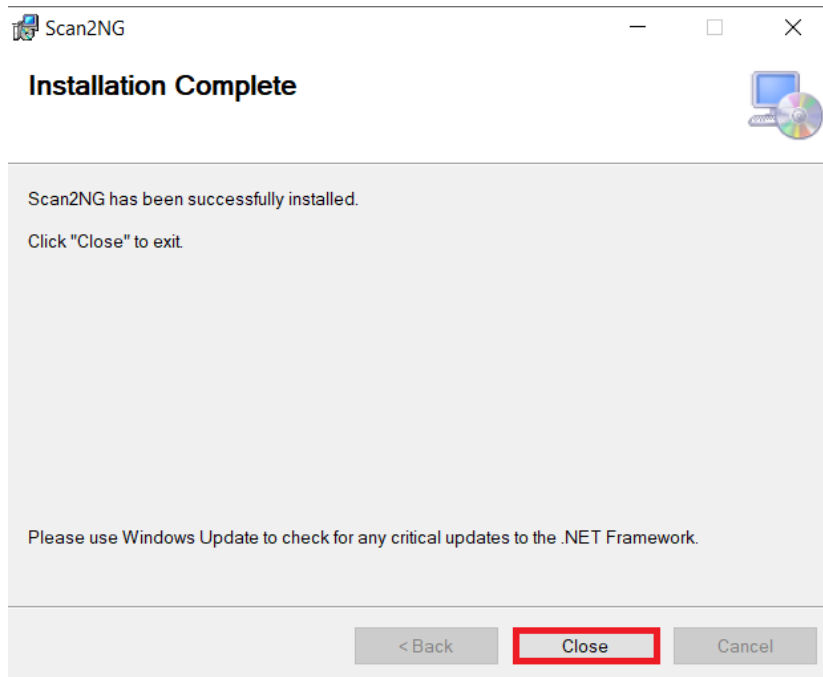 Scan2NG
Installation Complete
Scan2NG has been successfully installed.
Click "Close" to exit.
Please use Windows Update to check for any critical updates to the .NET Framework.
< Back
Close
Cancel